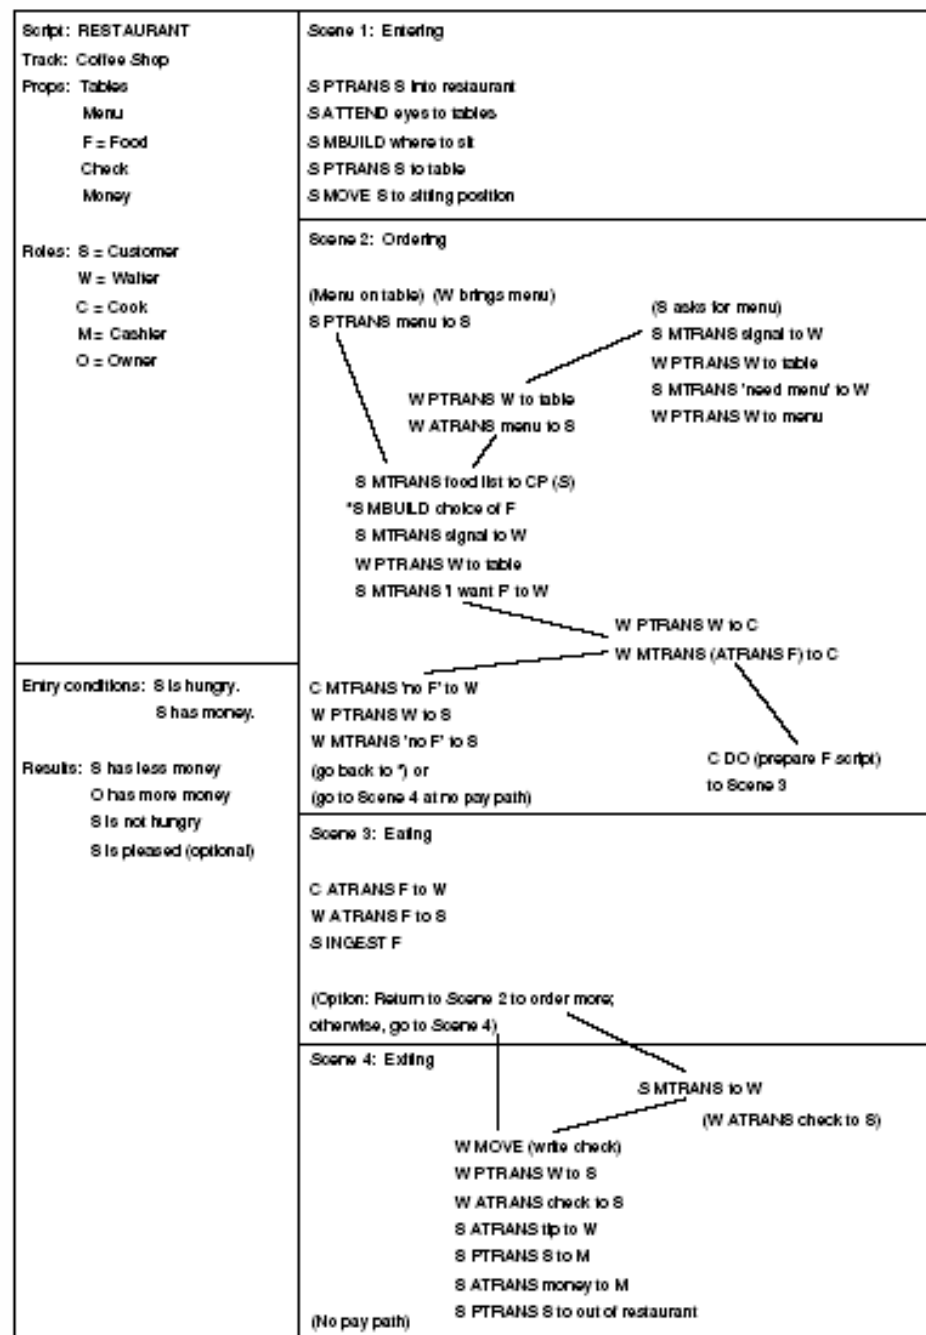 Script: RESTAURANT
Track: Coffee Shop
Props: Tables
Menu
F = Food
Check
Money
Roles: S = Customer
W = Waiter
C = Cook
M = Cashier
O = Owner
Entry conditions: S is hungry.
S has money.
Results: S has less money
O has more money
S is not hungry
S is pleased (optional)
Scene 1: Entering
S PTRANS S into restaurant
S ATTEND eyes to tables
S MBUILD where to sit
S PTRANS S to table
S MOVE S to sitting position
Scene 2: Ordering
(Menu on table) (W brings menu)
S PTRANS menu to S
(S asks for menu)
S MTRANS signal to W
W PTRANS W to table
S MTRANS 'need menu' to W
W PTRANS W to menu
W PTRANS W to table
W ATRANS menu to S
S MTRANS food list to CP (S)
*S MBUILD choice of F
S MTRANS signal to W
W PTRANS W to table
S MTRANS 'I want F' to W
W PTRANS W to C
W MTRANS (ATRANS F) to C
C MTRANS 'no F' to W
W PTRANS W to S
W MTRANS 'no F' to S
(go back to *) or
(go to Scene 4 at no pay path)
C DO (prepare F script)
to Scene 3
Scene 3: Eating
C ATRANS F to W
W ATRANS F to S
S INGEST F
(Option: Return to Scene 2 to order more;
otherwise, go to Scene 4)
Scene 4: Exiting
S MTRANS to W
(W ATRANS check to S)
W MOVE (write check)
W PTRANS W to S
W ATRANS check to S
S ATRANS tip to W
S PTRANS S to M
S ATRANS money to M
S PTRANS S to out of restaurant
(No pay path)